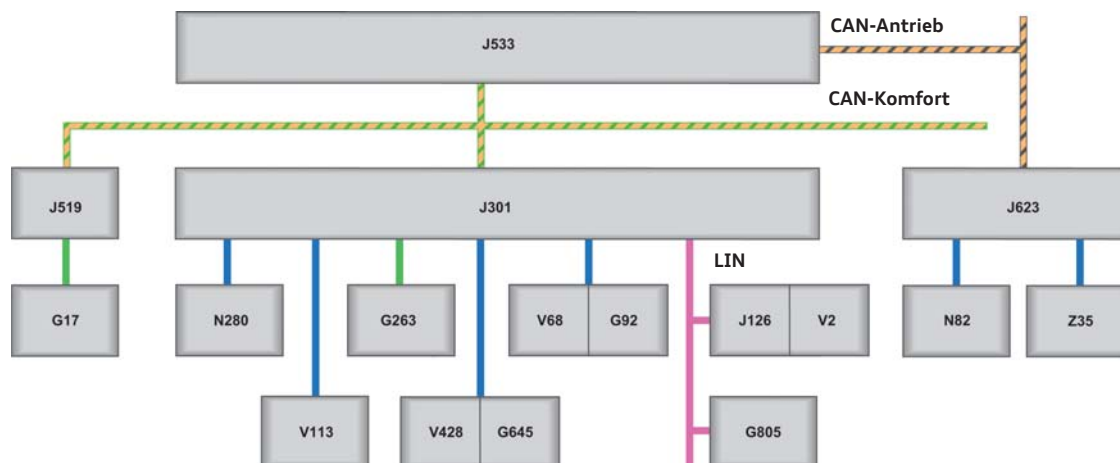 J533
CAN-Antrieb
CAN-Komfort
J519
J301
J623
LIN
G17
N280
G263
V68
G92
J126
V2
N82
Z35
V113
V428
G645
G805